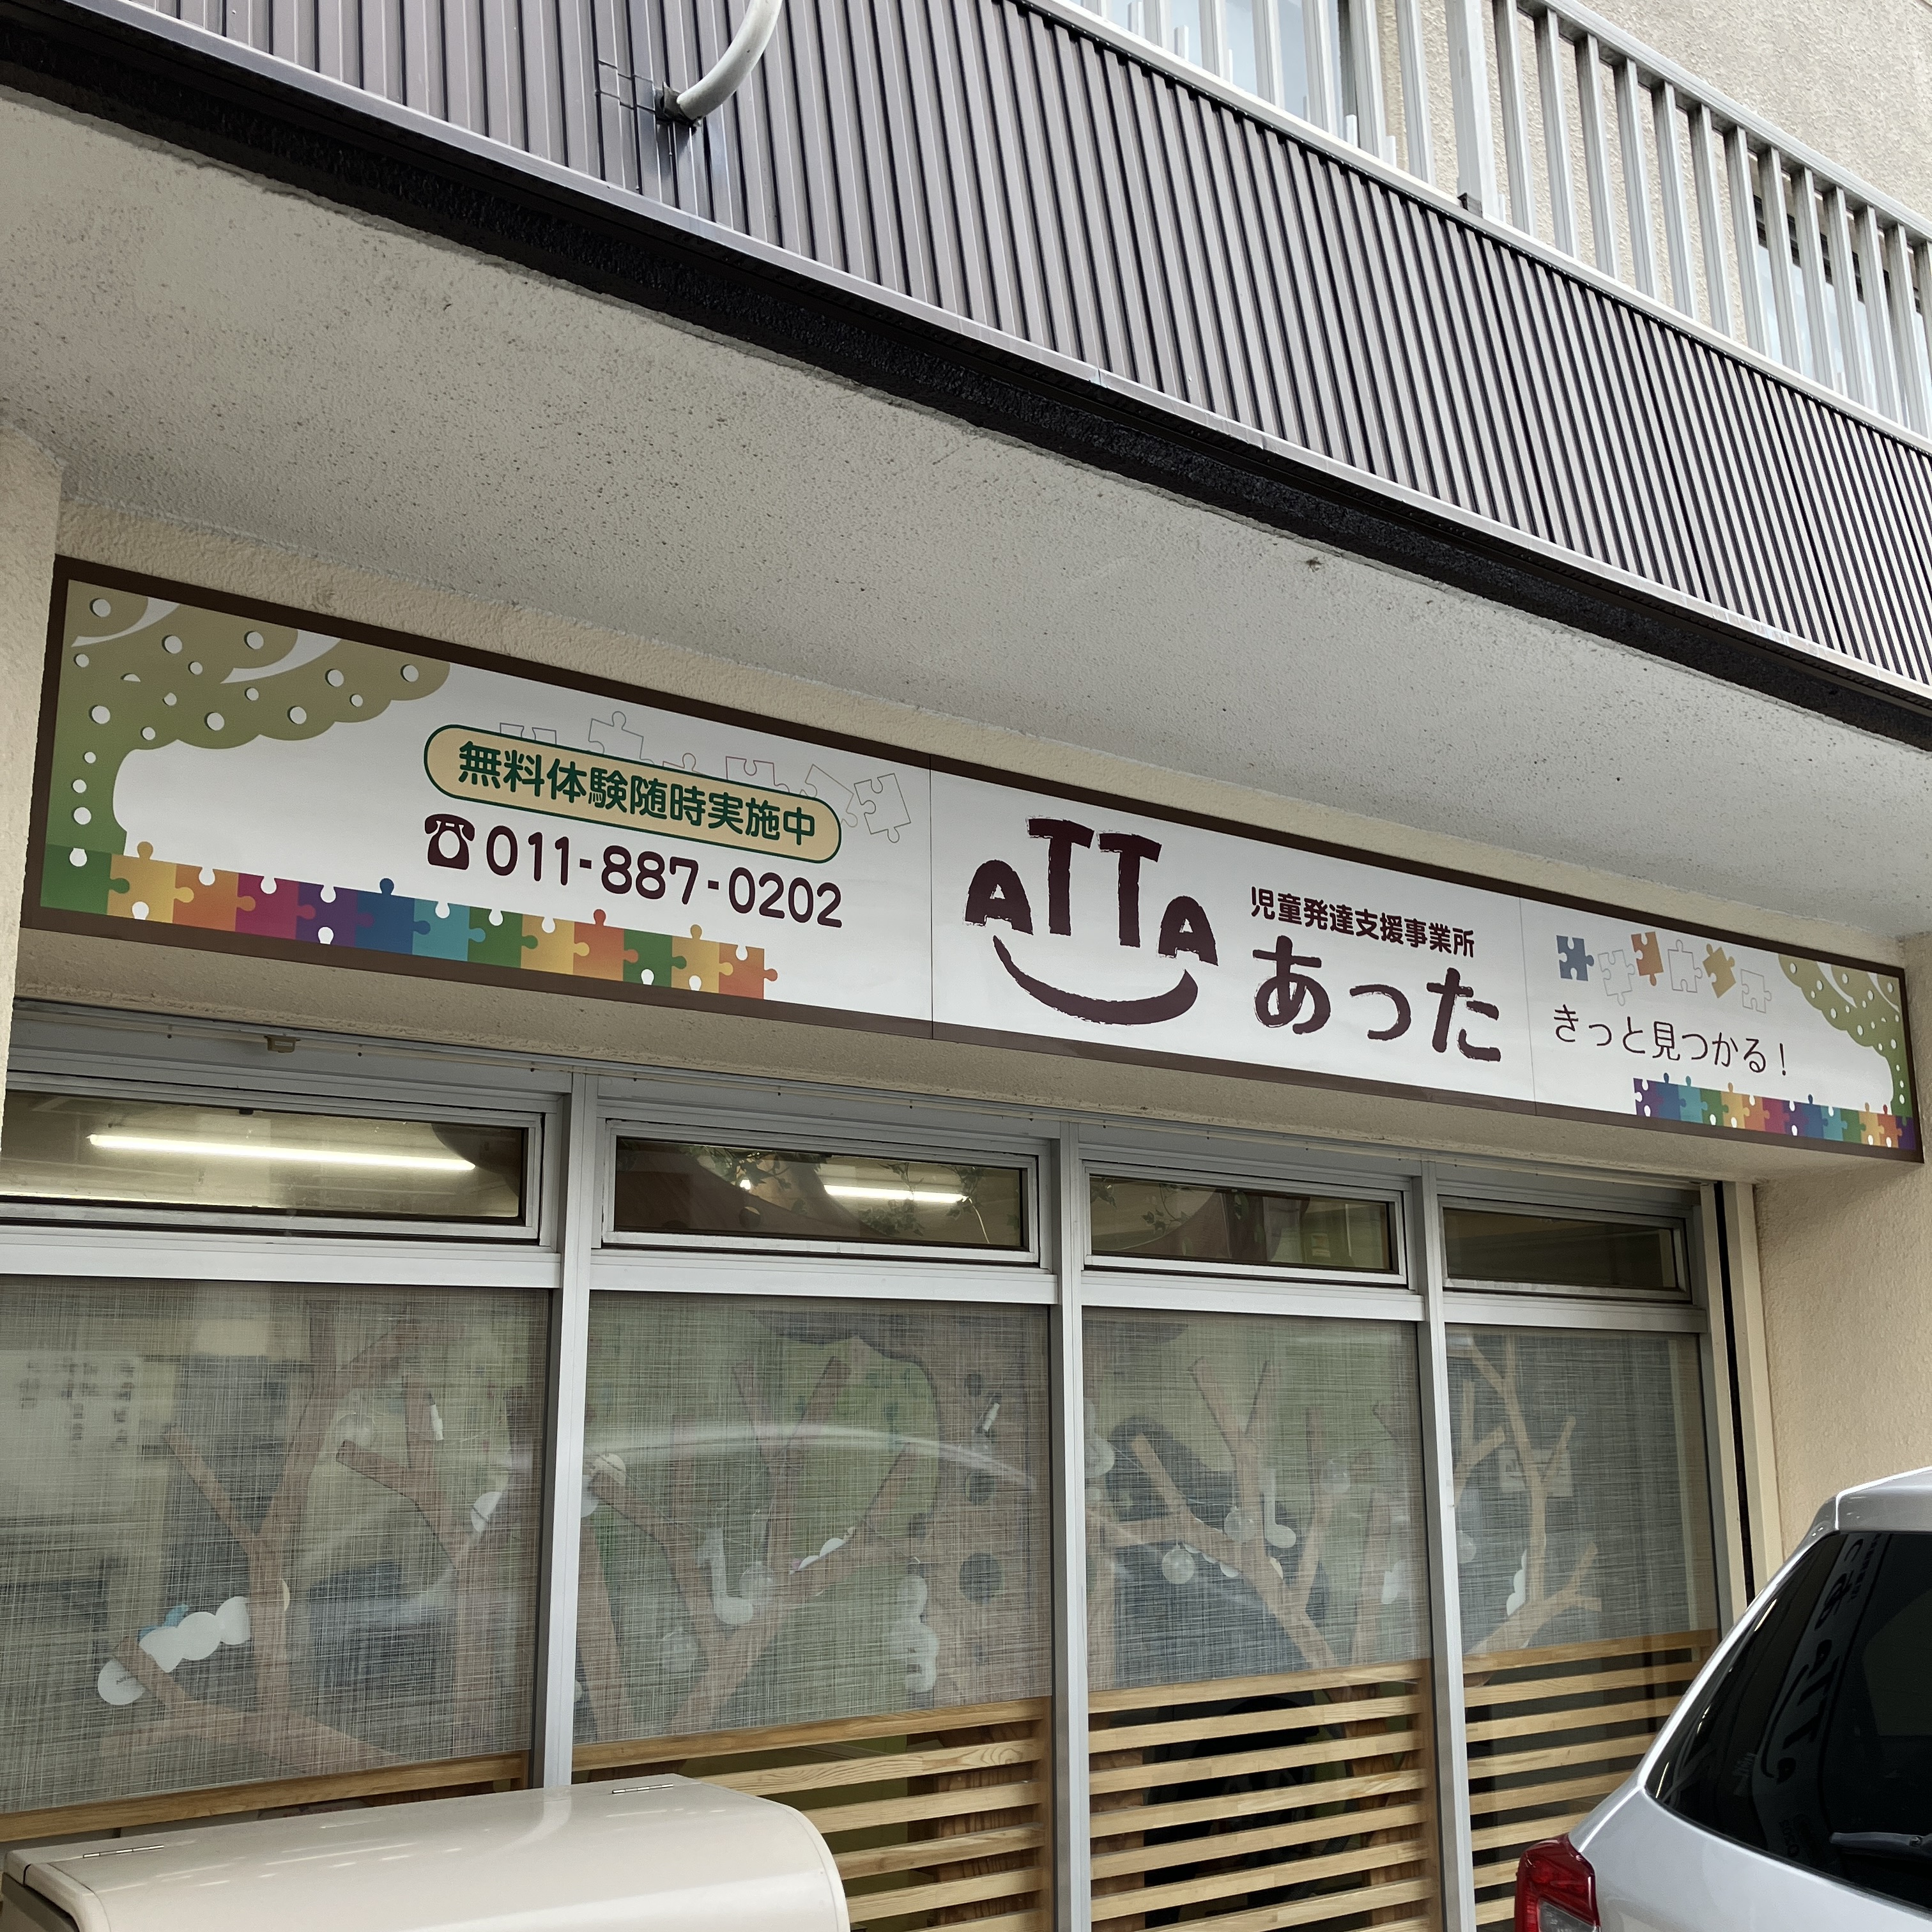 無料体験随時実施中
011-887-0202
ATTA
児童発達支援事業所
あった
きっと見つかる！